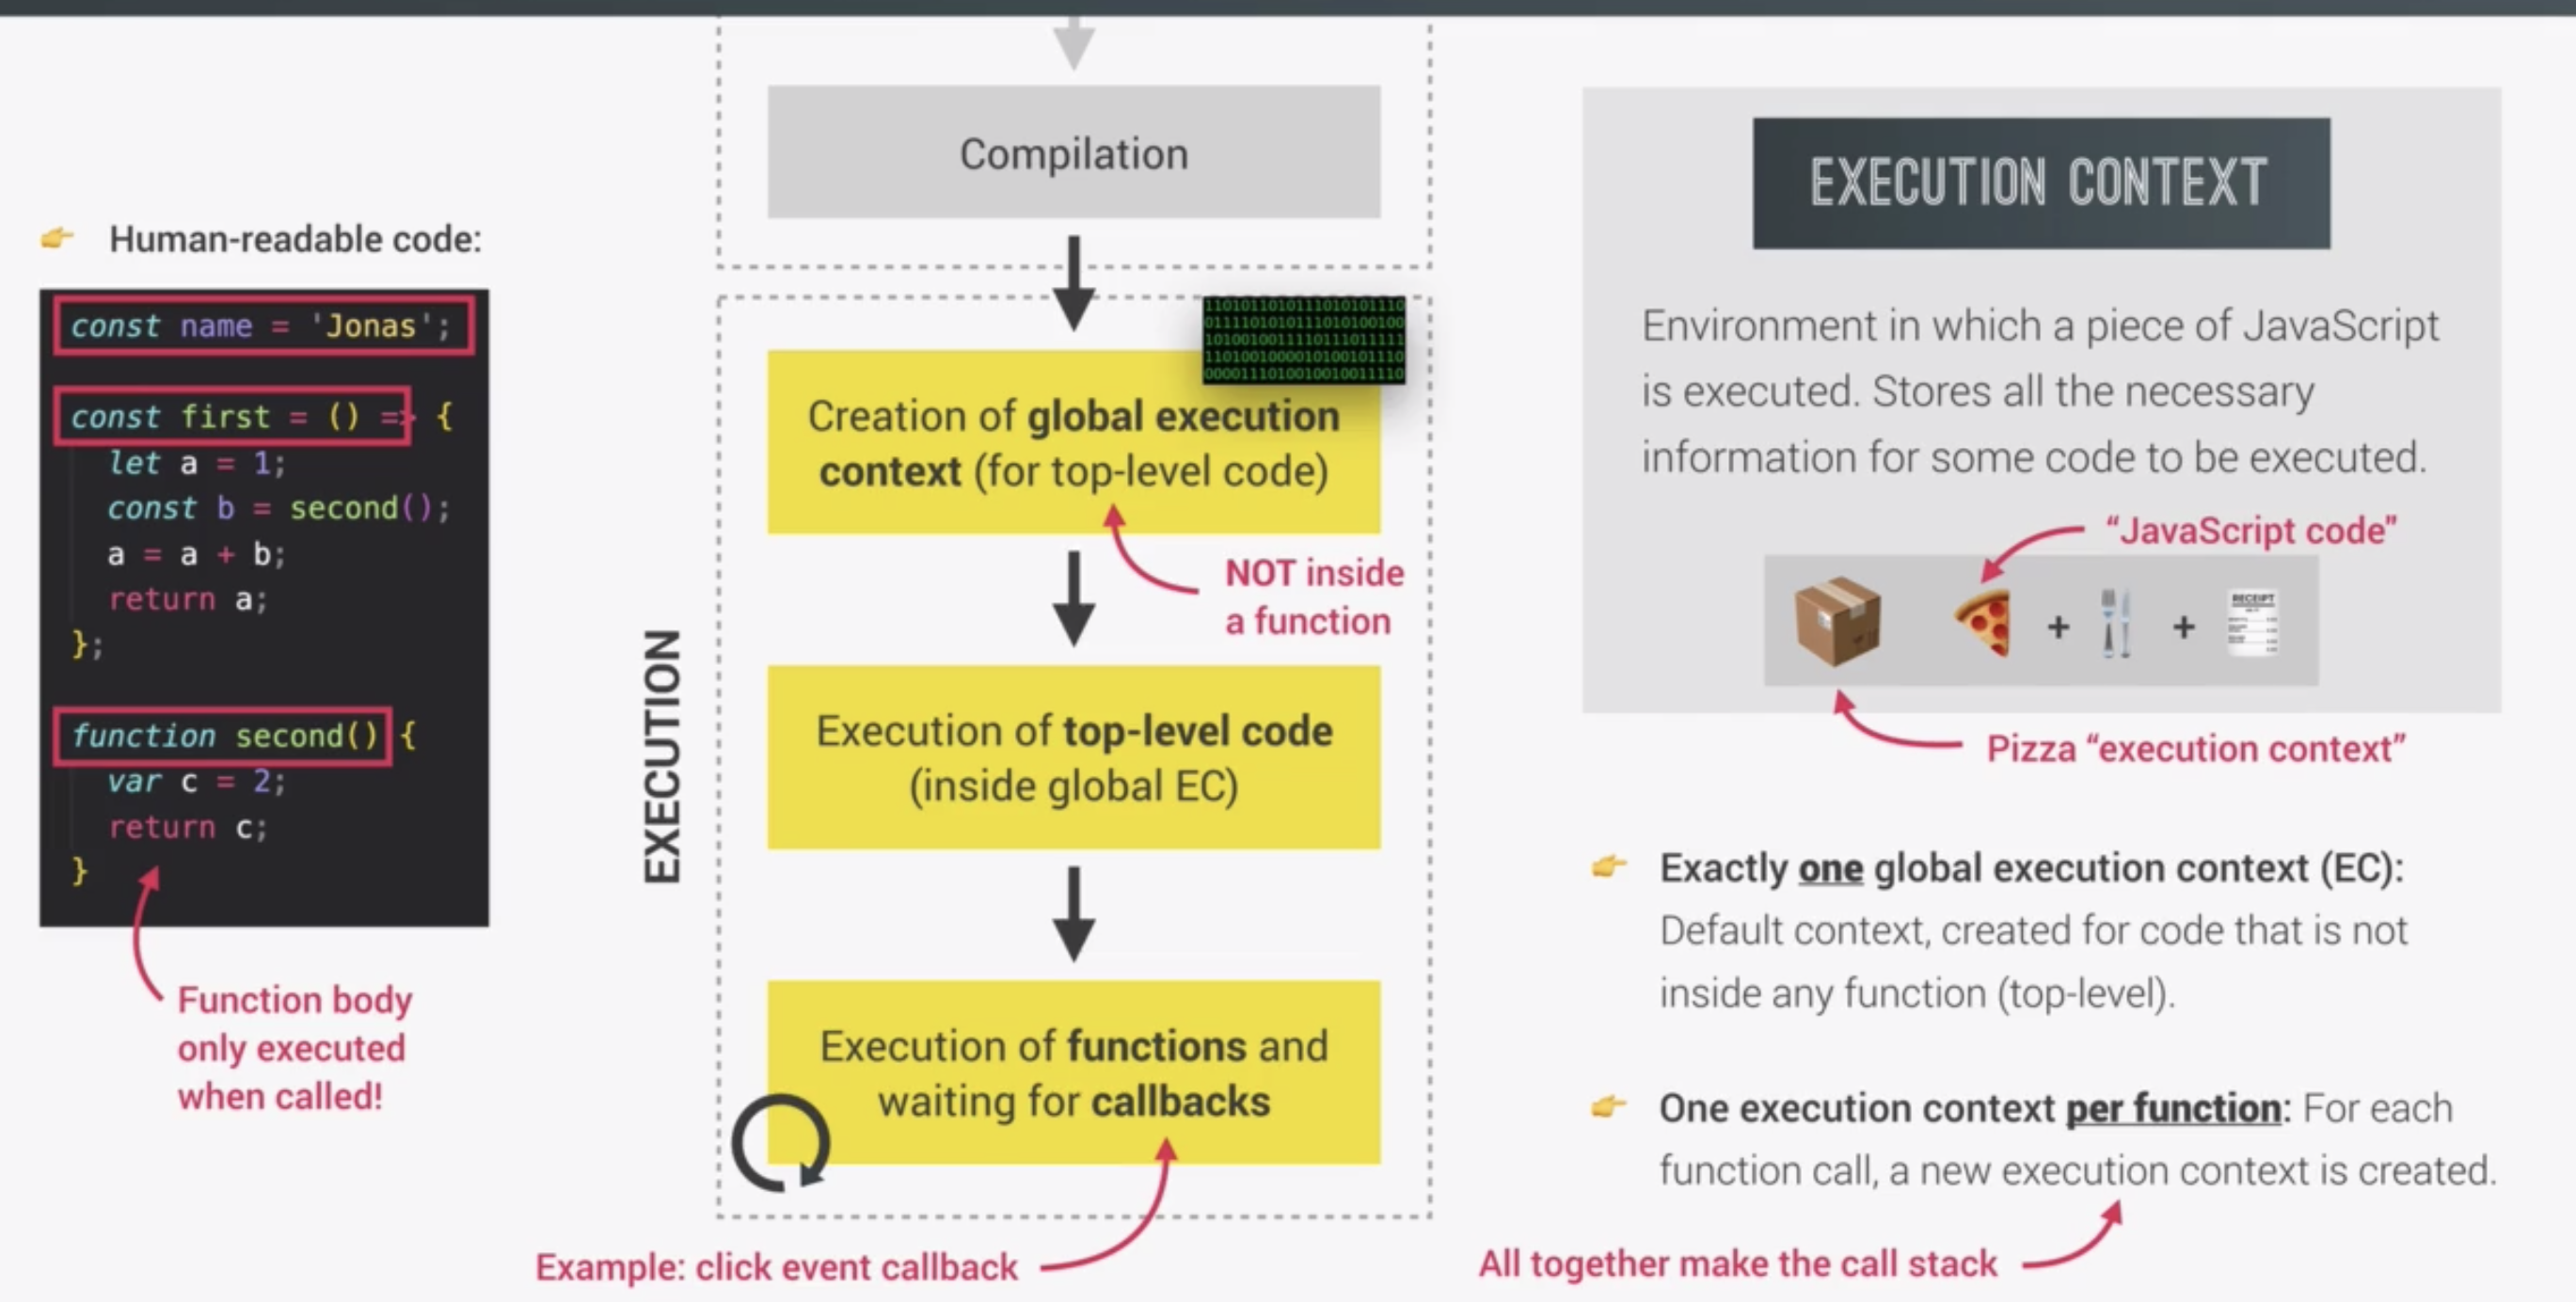 👉 Human-readable code:
const name = 'Jonas';
const first = () => {
let a = 1;
const b = second();
a = a + b;
return a;
};
function second() {
var c = 2;
return c;
}
Function body
only executed
when called!
Compilation
EXECUTION
1101011010111010101110
0111101010111010100100
1010010011110111011111
1101001000010100101110
0000111010010010011110
Creation of global execution
context (for top-level code)
NOT inside
a function
Execution of top-level code
(inside global EC)
Execution of functions and
waiting for callbacks
Example: click event callback
EXECUTION CONTEXT
Environment in which a piece of JavaScript
is executed. Stores all the necessary
information for some code to be executed.
“JavaScript code”
+ +
RECEIPT
Pizza “execution context”
👉 Exactly one global execution context (EC):
Default context, created for code that is not
inside any function (top-level).
👉 One execution context per function: For each
function call, a new execution context is created.
All together make the call stack